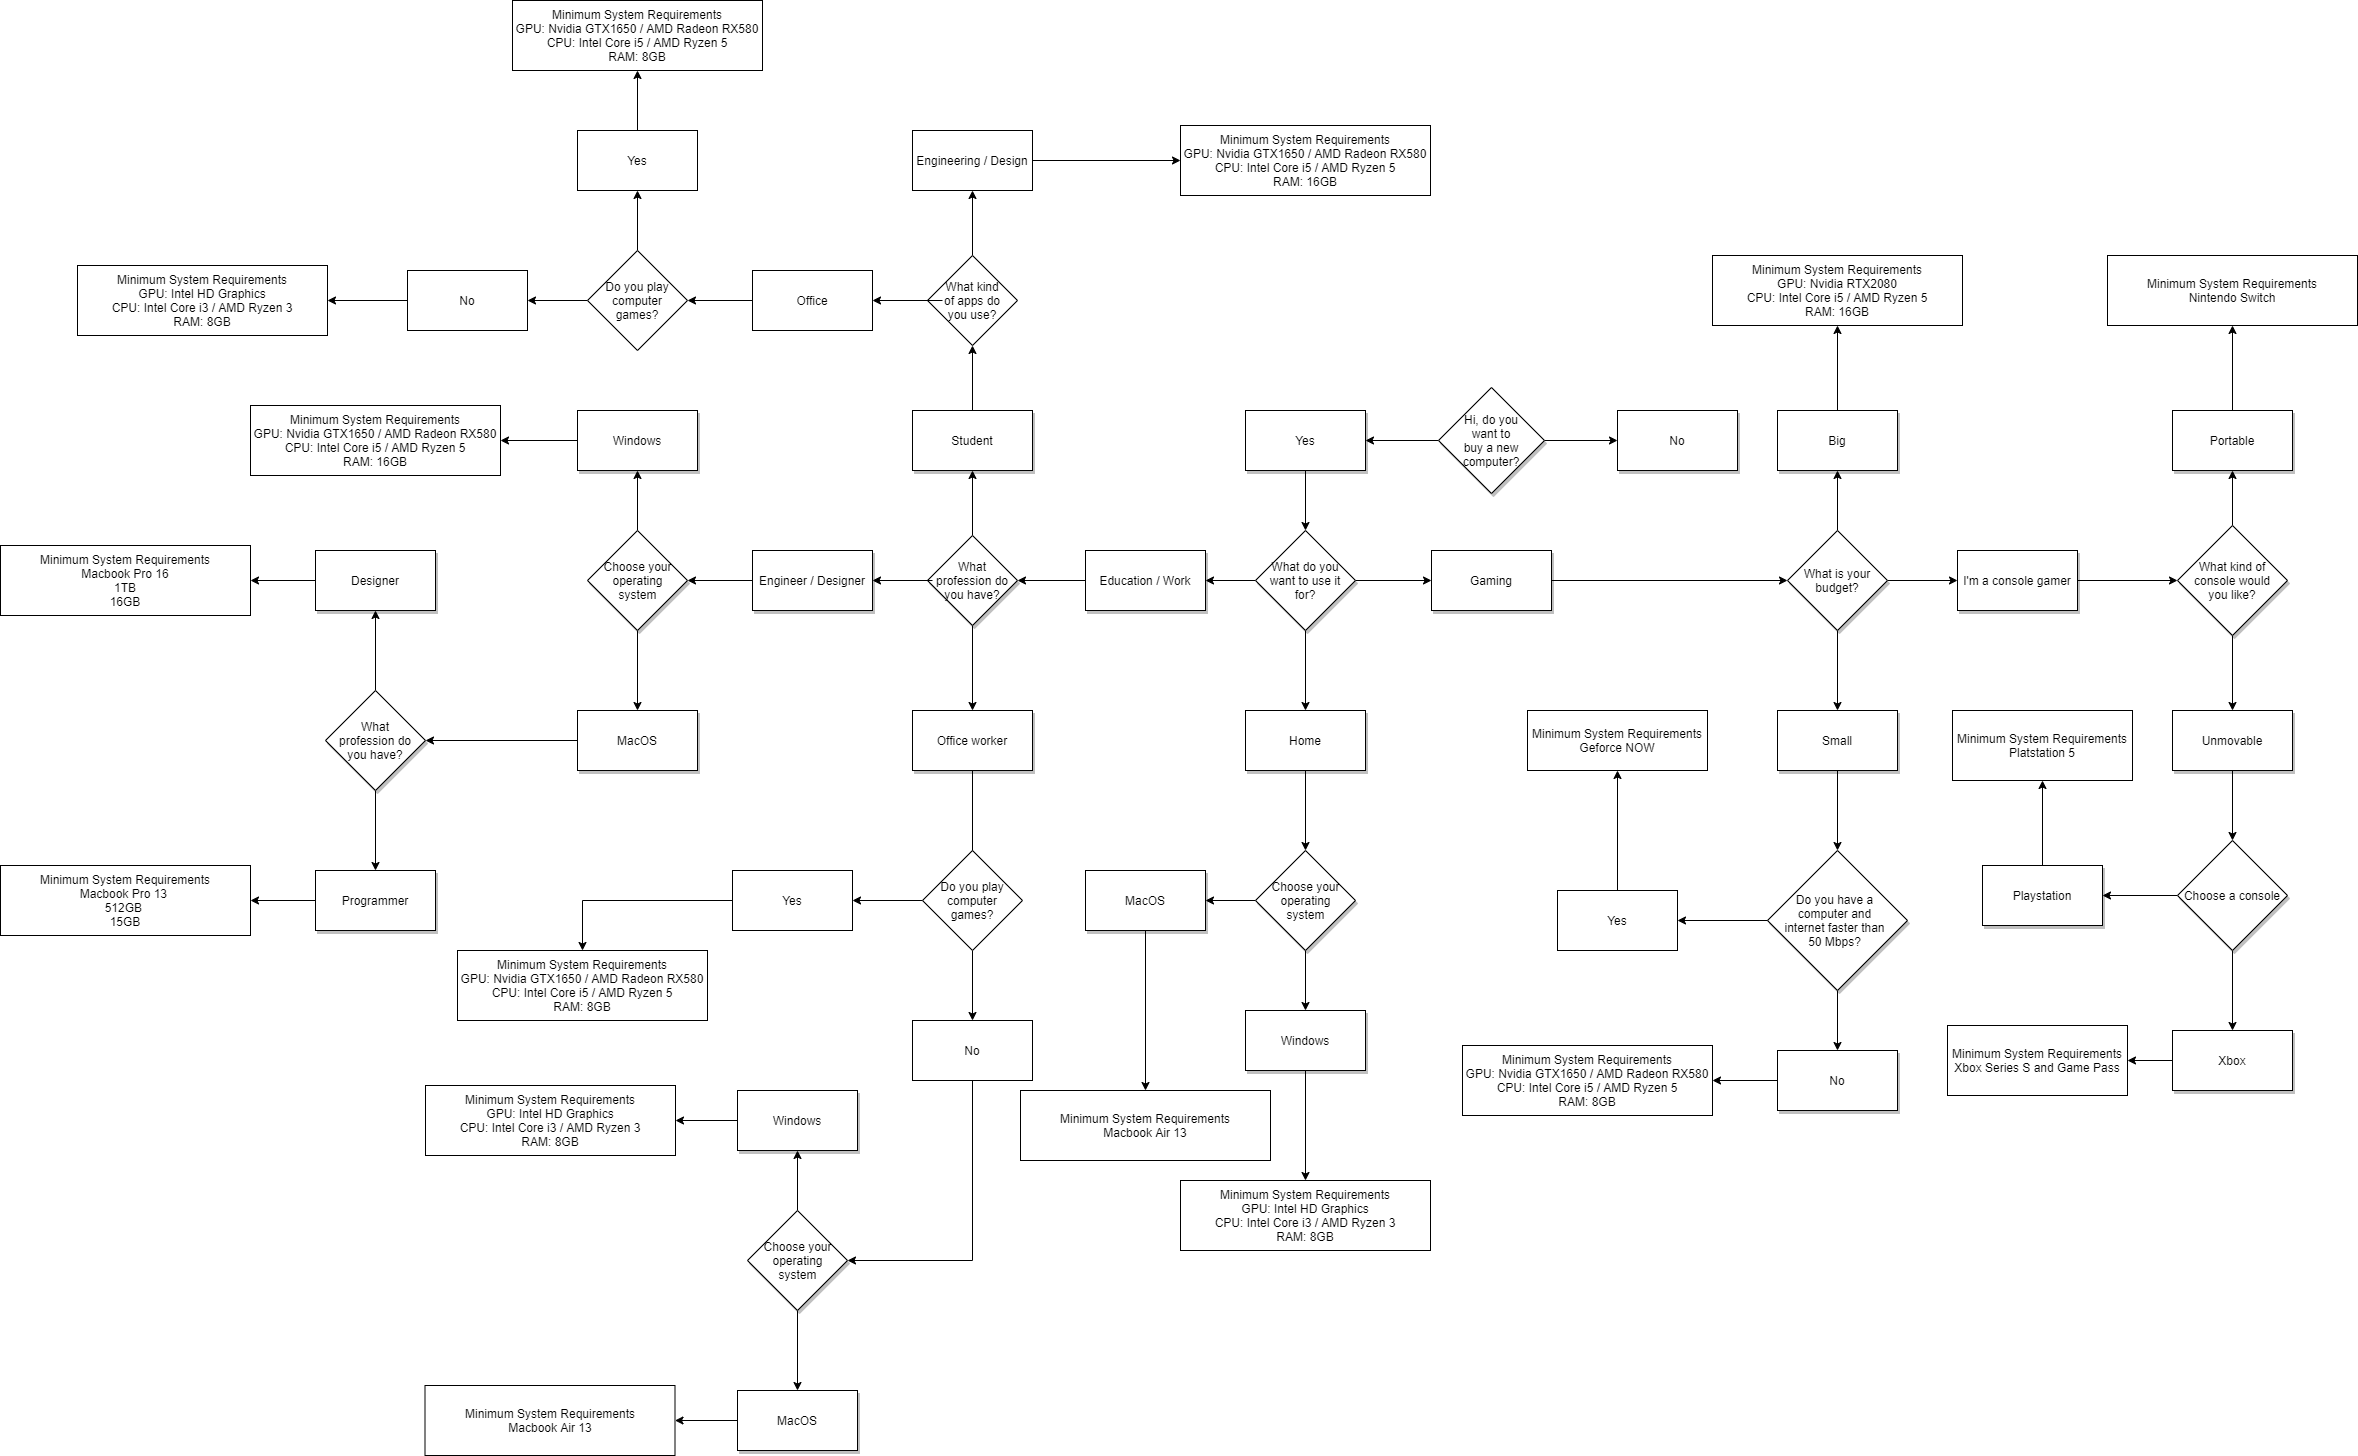 Minimum System Requirements
GPU: Nvidia GTX1650 / AMD Radeon RX580
CPU: Intel Core i5 / AMD Ryzen 5
RAM: 8GB
Yes
Engineering / Design
Minimum System Requirements
GPU: Nvidia GTX1650 / AMD Radeon RX580
CPU: Intel Core i5 / AMD Ryzen 5
RAM: 16GB
Minimum System Requirements
GPU: Intel HD Graphics
CPU: Intel Core i3 / AMD Ryzen 3
RAM: 8GB
No
Do you play
computer
games?
Office
What kind
of apps do
you use?
Minimum System Requirements
GPU: Nvidia RTX2080
CPU: Intel Core i5 / AMD Ryzen 5
RAM: 16GB
Minimum System Requirements
Nintendo Switch
Minimum System Requirements
GPU: Nvidia GTX1650 / AMD Radeon RX580
CPU: Intel Core i5 / AMD Ryzen 5
RAM: 16GB
Windows
Student
Yes
Hi, do you
want to
buy a new
computer?
No
Big
Portable
Minimum System Requirements
Macbook Pro 16
1TB
16GB
Designer
Choose your
operating
system
Engineer / Designer
What
profession do
you have?
Education / Work
What do you
want to use it
for?
Gaming
What is your
budget?
I'm a console gamer
What kind of
console would
you like?
What
profession do
you have?
MacOS
Office worker
Home
Minimum System Requirements
Geforce NOW
Small
Minimum System Requirements
Platstation 5
Unmovable
Minimum System Requirements
Macbook Pro 13
512GB
15GB
Programmer
Yes
Do you play
computer
games?
MacOS
Choose your
operating
system
Yes
Do you have a
computer and
internet faster than
50 Mbps?
Playstation
Choose a console
Minimum System Requirements
GPU: Nvidia GTX1650 / AMD Radeon RX580
CPU: Intel Core i5 / AMD Ryzen 5
RAM: 8GB
No
Windows
Minimum System Requirements
GPU: Nvidia GTX1650 / AMD Radeon RX580
CPU: Intel Core i5 / AMD Ryzen 5
RAM: 8GB
No
Minimum System Requirements
Xbox Series S and Game Pass
Xbox
Minimum System Requirements
GPU: Intel HD Graphics
CPU: Intel Core i3 / AMD Ryzen 3
RAM: 8GB
Windows
Minimum System Requirements
Macbook Air 13
Minimum System Requirements
GPU: Intel HD Graphics
CPU: Intel Core i3 / AMD Ryzen 3
RAM: 8GB
Choose your
operating
system
Minimum System Requirements
Macbook Air 13
MacOS